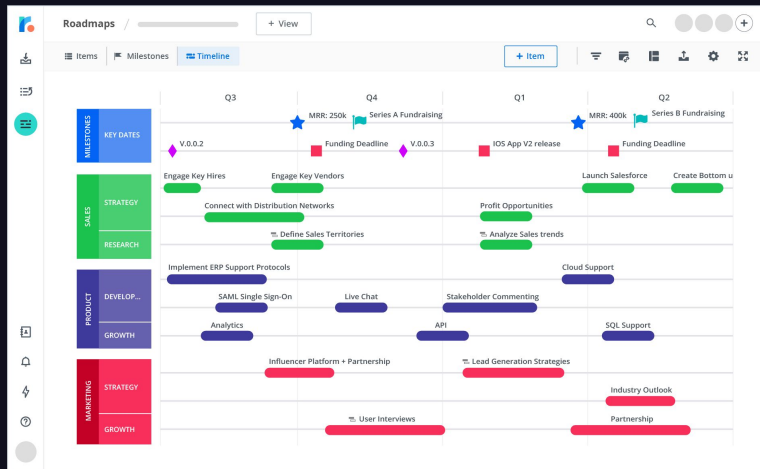 Roadmaps /
+ View
Items
Milestones
Timeline
+ Item
Q3 Q4 Q1 Q2
MILESTONES
KEY DATES
MRR: 250k Series A Fundraising MRR: 400k Series B Fundraising
V.0.0.2 Funding Deadline V.0.0.3 IOS App V2 release Funding Deadline
SALES
STRATEGY
Engage Key Hires Engage Key Vendors Launch Salesforce Create Bottom u
Connect with Distribution Networks Profit Opportunities
RESEARCH
Define Sales Territories Analyze Sales trends
PRODUCT
DEVELOP...
Implement ERP Support Protocols Cloud Support
SAML Single Sign-On Live Chat Stakeholder Commenting
GROWTH
Analytics API SQL Support
MARKETING
STRATEGY
Influencer Platform + Partnership Lead Generation Strategies
Industry Outlook
GROWTH
User Interviews Partnership